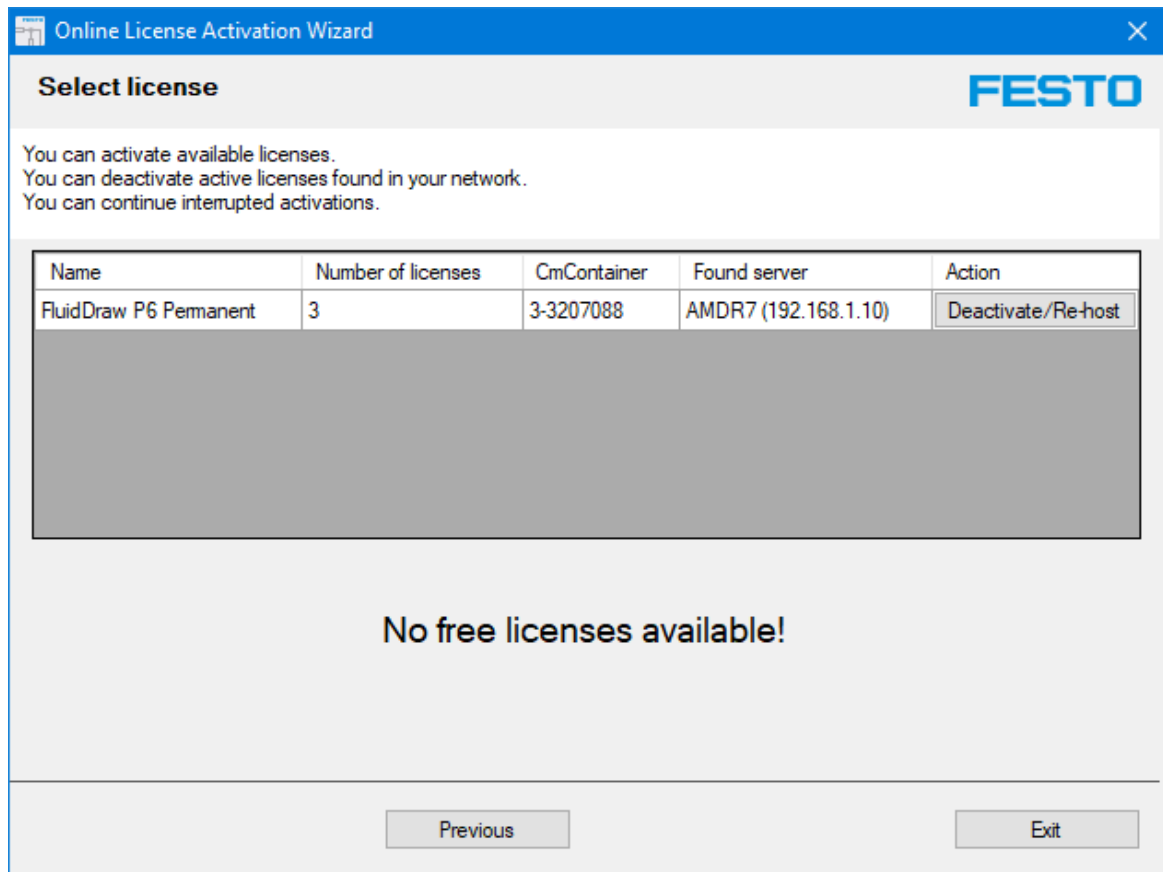 Online License Activation Wizard
Select license
FESTO
You can activate available licenses.
You can deactivate active licenses found in your network.
You can continue interrupted activations.
Name Number of licenses CmContainer Found server Action
FluidDraw P6 Permanent 3 3-3207088 AMDR7 (192.168.1.10) Deactivate/Re-host
No free licenses available!
Previous Exit